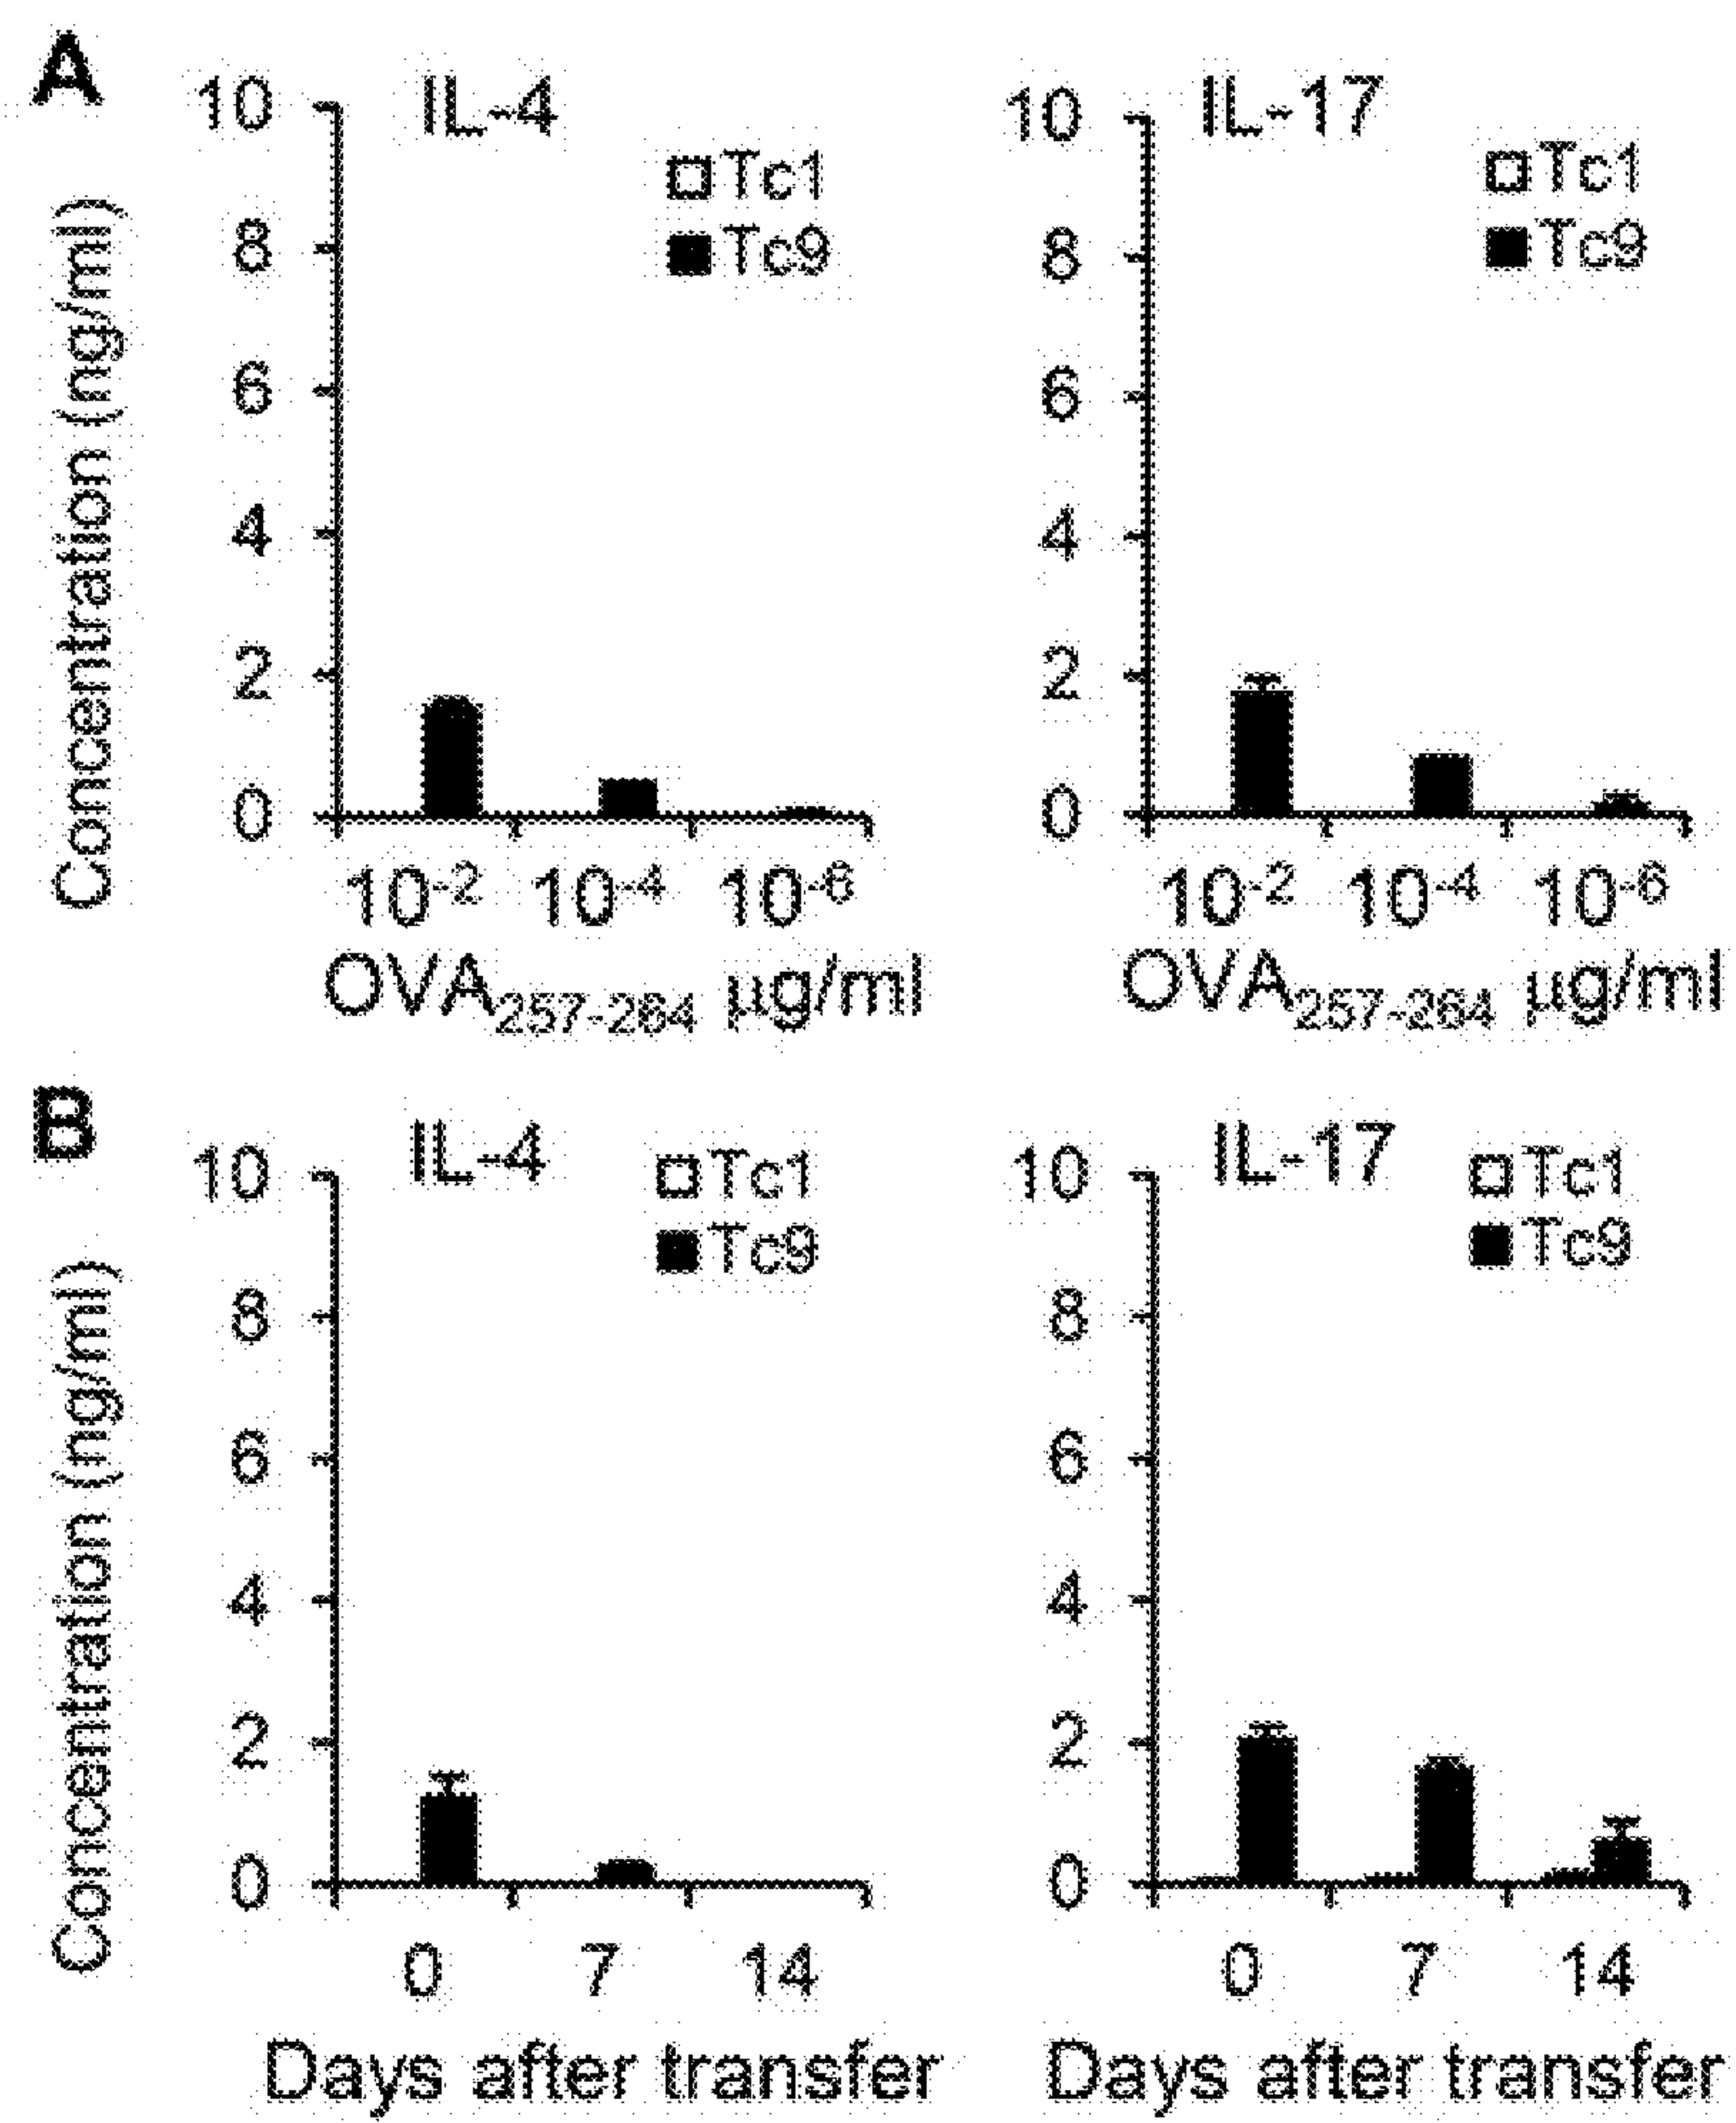 A
IL-4
Tc1
Tc9
10
8
6
4
2
0
Concentration (ng/ml)
10-2 10-4 10-6
OVA257-264 µg/ml
IL-17
Tc1
Tc9
10
8
6
4
2
0
10-2 10-4 10-6
OVA257-264 µg/ml
B
IL-4
Tc1
Tc9
10
8
6
4
2
0
Concentration (ng/ml)
0 7 14
Days after transfer
IL-17
Tc1
Tc9
10
8
6
4
2
0
0 7 14
Days after transfer